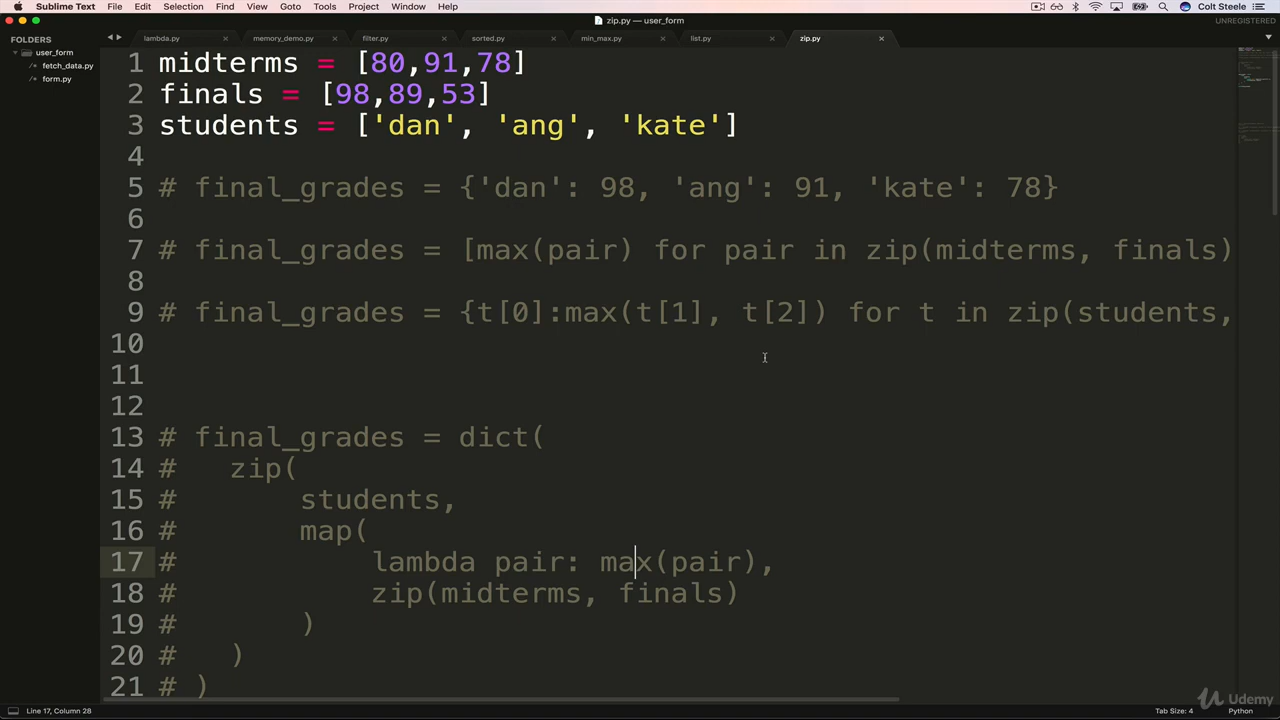 Sublime Text File Edit Selection Find View Goto Tools Project Window Help Colt Steele
zip.py — user_form UNREGISTERED
FOLDERS
user_form
fetch_data.py
form.py
lambda.py memory_demo.py filter.py sorted.py min_max.py list.py zip.py
1 midterms = [80,91,78]
2 finals = [98,89,53]
3 students = ['dan', 'ang', 'kate']
4
5 # final_grades = {'dan': 98, 'ang': 91, 'kate': 78}
6
7 # final_grades = [max(pair) for pair in zip(midterms, finals)
8
9 # final_grades = {t[0]:max(t[1], t[2]) for t in zip(students,
10
11
12
13 # final_grades = dict(
14 # zip(
15 # students,
16 # map(
17 # lambda pair: max(pair),
18 # zip(midterms, finals)
19 # )
20 # )
21 # )
Line 17, Column 28 Tab Size: 4 Python
Udemy